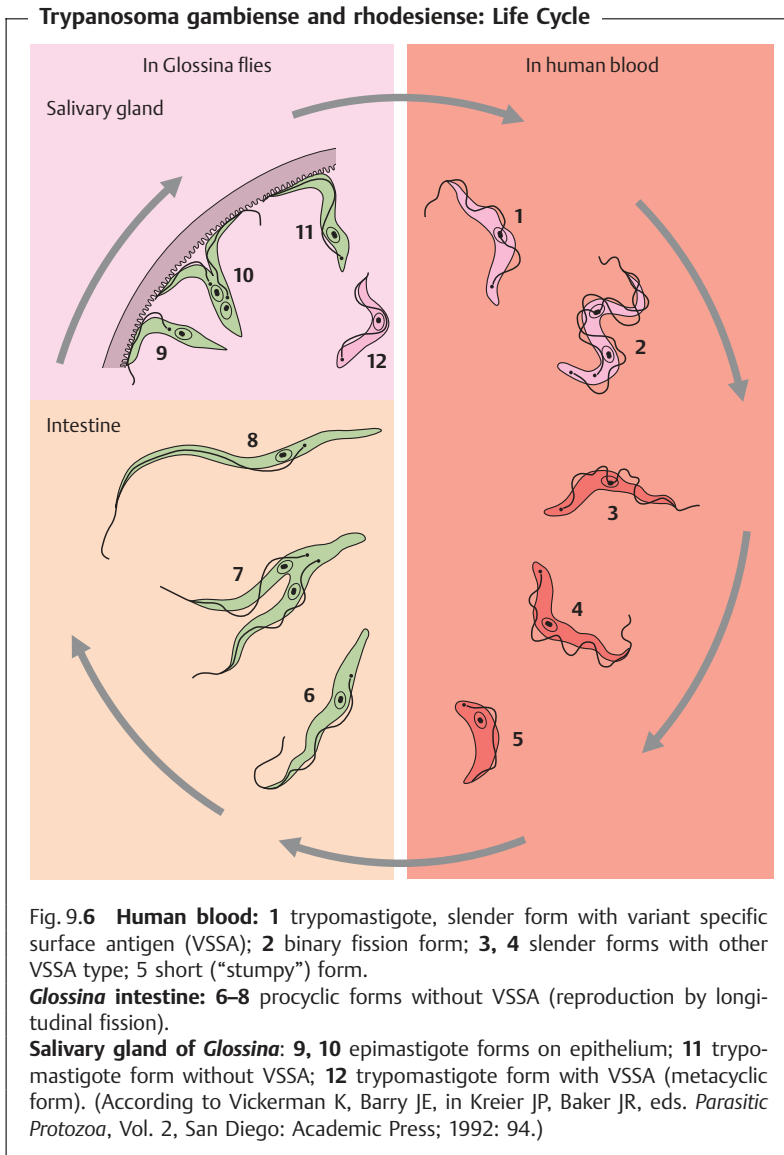 Trypanosoma gambiense and rhodesiense: Life Cycle
In Glossina flies
In human blood
Salivary gland
1
11
10
2
9
12
Intestine
8
3
7
4
6
5
Fig. 9.6 Human blood: 1 trypomastigote, slender form with variant specific
surface antigen (VSSA); 2 binary fission form; 3, 4 slender forms with other
VSSA type; 5 short (“stumpy”) form.
Glossina intestine: 6–8 procyclic forms without VSSA (reproduction by longi-
tudinal fission).
Salivary gland of Glossina: 9, 10 epimastigote forms on epithelium; 11 trypo-
mastigote form without VSSA; 12 trypomastigote form with VSSA (metacyclic
form). (According to Vickerman K, Barry JE, in Kreier JP, Baker JR, eds. Parasitic
Protozoa, Vol. 2, San Diego: Academic Press; 1992: 94.)